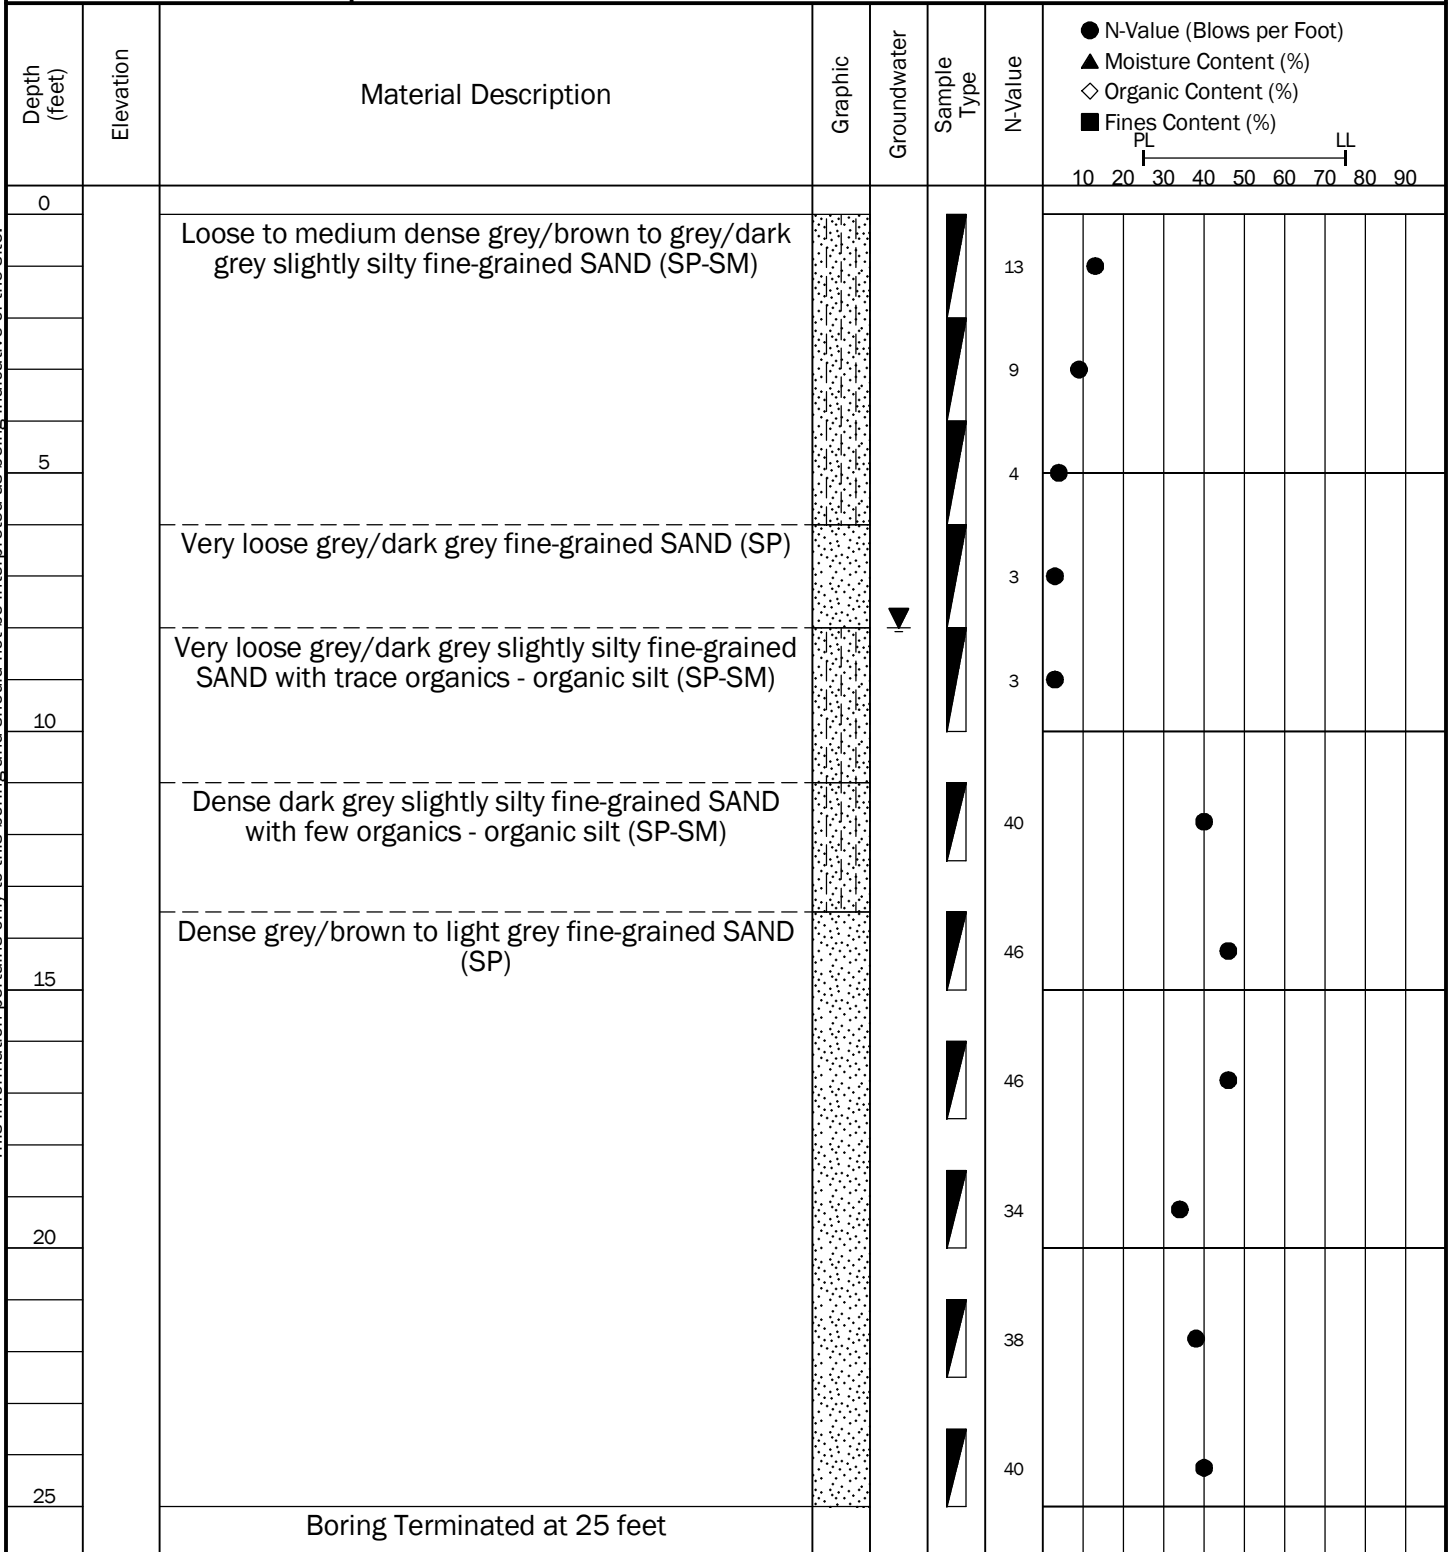 Depth
(feet)
Elevation
Material Description
Graphic
Groundwater
Sample
Type
N-Value
N-Value (Blows per Foot)
Moisture Content (%)
Organic Content (%)
Fines Content (%)
PL LL
10 20 30 40 50 60 70 80 90
0
Loose to medium dense grey/brown to grey/dark
grey slightly silty fine-grained SAND (SP-SM)
13
9
5
4
Very loose grey/dark grey fine-grained SAND (SP)
3
Very loose grey/dark grey slightly silty fine-grained
SAND with trace organics - organic silt (SP-SM)
3
10
Dense dark grey slightly silty fine-grained SAND
with few organics - organic silt (SP-SM)
40
Dense grey/brown to light grey fine-grained SAND
(SP)
46
15
46
34
20
38
40
25
Boring Terminated at 25 feet